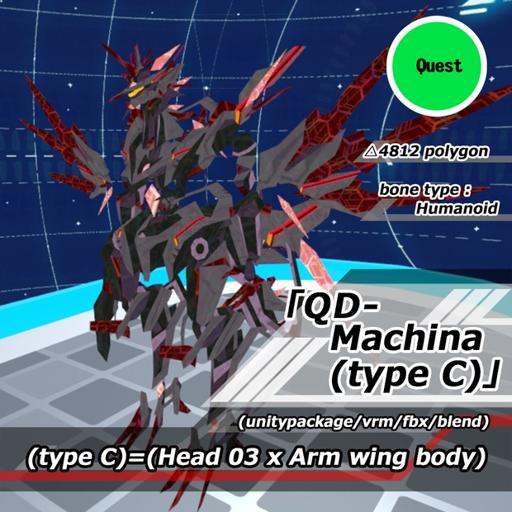 Quest
△4812 polygon
bone type :
Humanoid
「QD-
Machina
(type C)」
(unitypackage/vrm/fbx/blend)
(type C)=(Head 03 x Arm wing body)